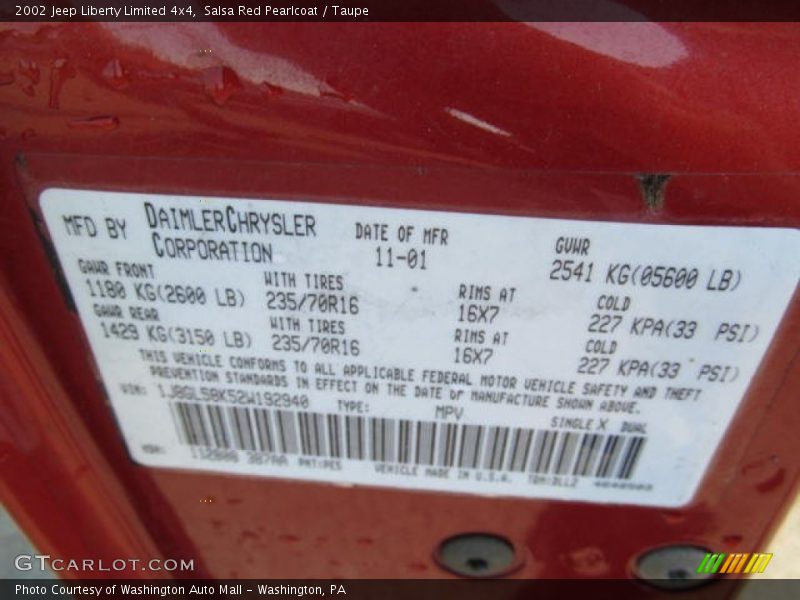 2002 Jeep Liberty Limited 4x4, Salsa Red Pearlcoat / Taupe
MFD BY DAIMLERCHRYSLER CORPORATION
DATE OF MFR 11-01
GVWR 2541 KG(05600 LB)
GAWR FRONT 1180 KG(2600 LB)
WITH TIRES 235/70R16
RIMS AT 16X7
COLD 227 KPA(33 PSI)
GAWR REAR 1429 KG(3150 LB)
WITH TIRES 235/70R16
RIMS AT 16X7
COLD 227 KPA(33 PSI)
THIS VEHICLE CONFORMS TO ALL APPLICABLE FEDERAL MOTOR VEHICLE SAFETY AND THEFT
PREVENTION STANDARDS IN EFFECT ON THE DATE OF MANUFACTURE SHOWN ABOVE.
VIN: 1J8GL58K52W192940 TYPE: MPV SINGLE X DUAL
MDH: PNT:PES VEHICLE MADE IN U.S.A. TRM:DLL2
GTCARLOT.COM
Photo Courtesy of Washington Auto Mall - Washington, PA